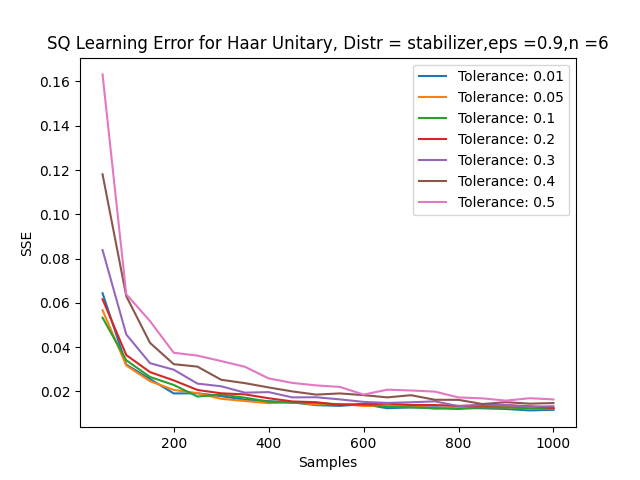 SQ Learning Error for Haar Unitary, Distr = stabilizer,eps =0.9,n =6
0.16
0.14
0.12
0.10
0.08
0.06
0.04
0.02
SSE
Tolerance: 0.01
Tolerance: 0.05
Tolerance: 0.1
Tolerance: 0.2
Tolerance: 0.3
Tolerance: 0.4
Tolerance: 0.5
200 400 600 800 1000
Samples